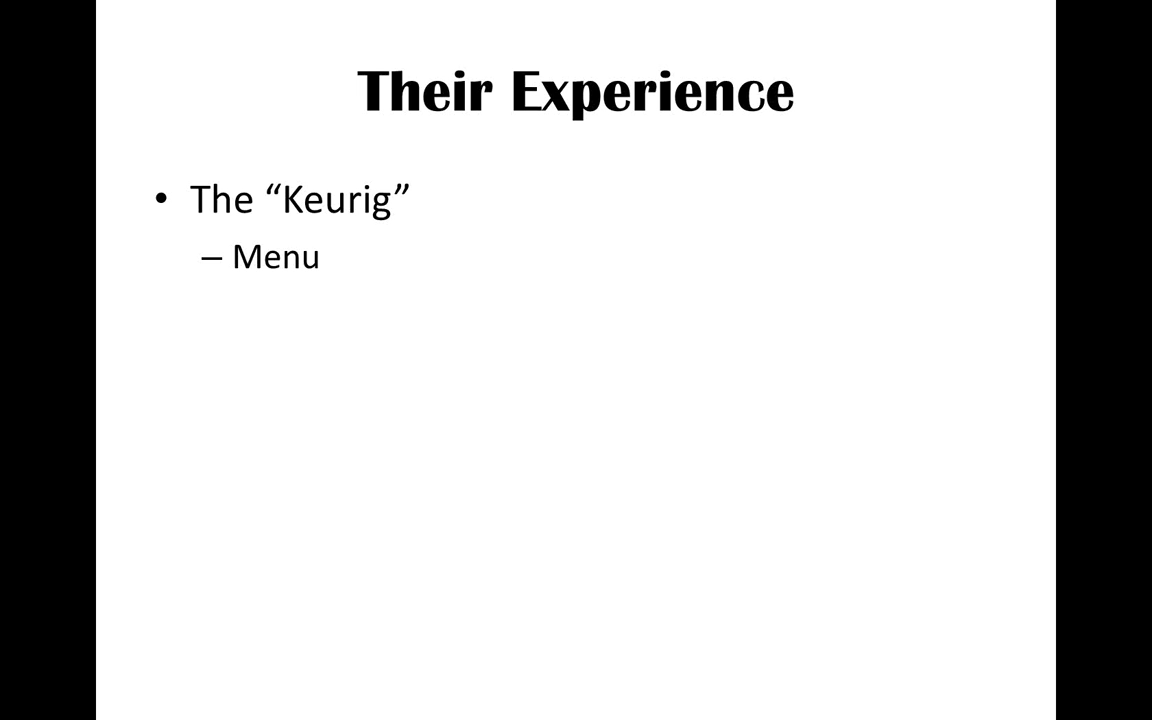 Their Experience
• The “Keurig”
– Menu